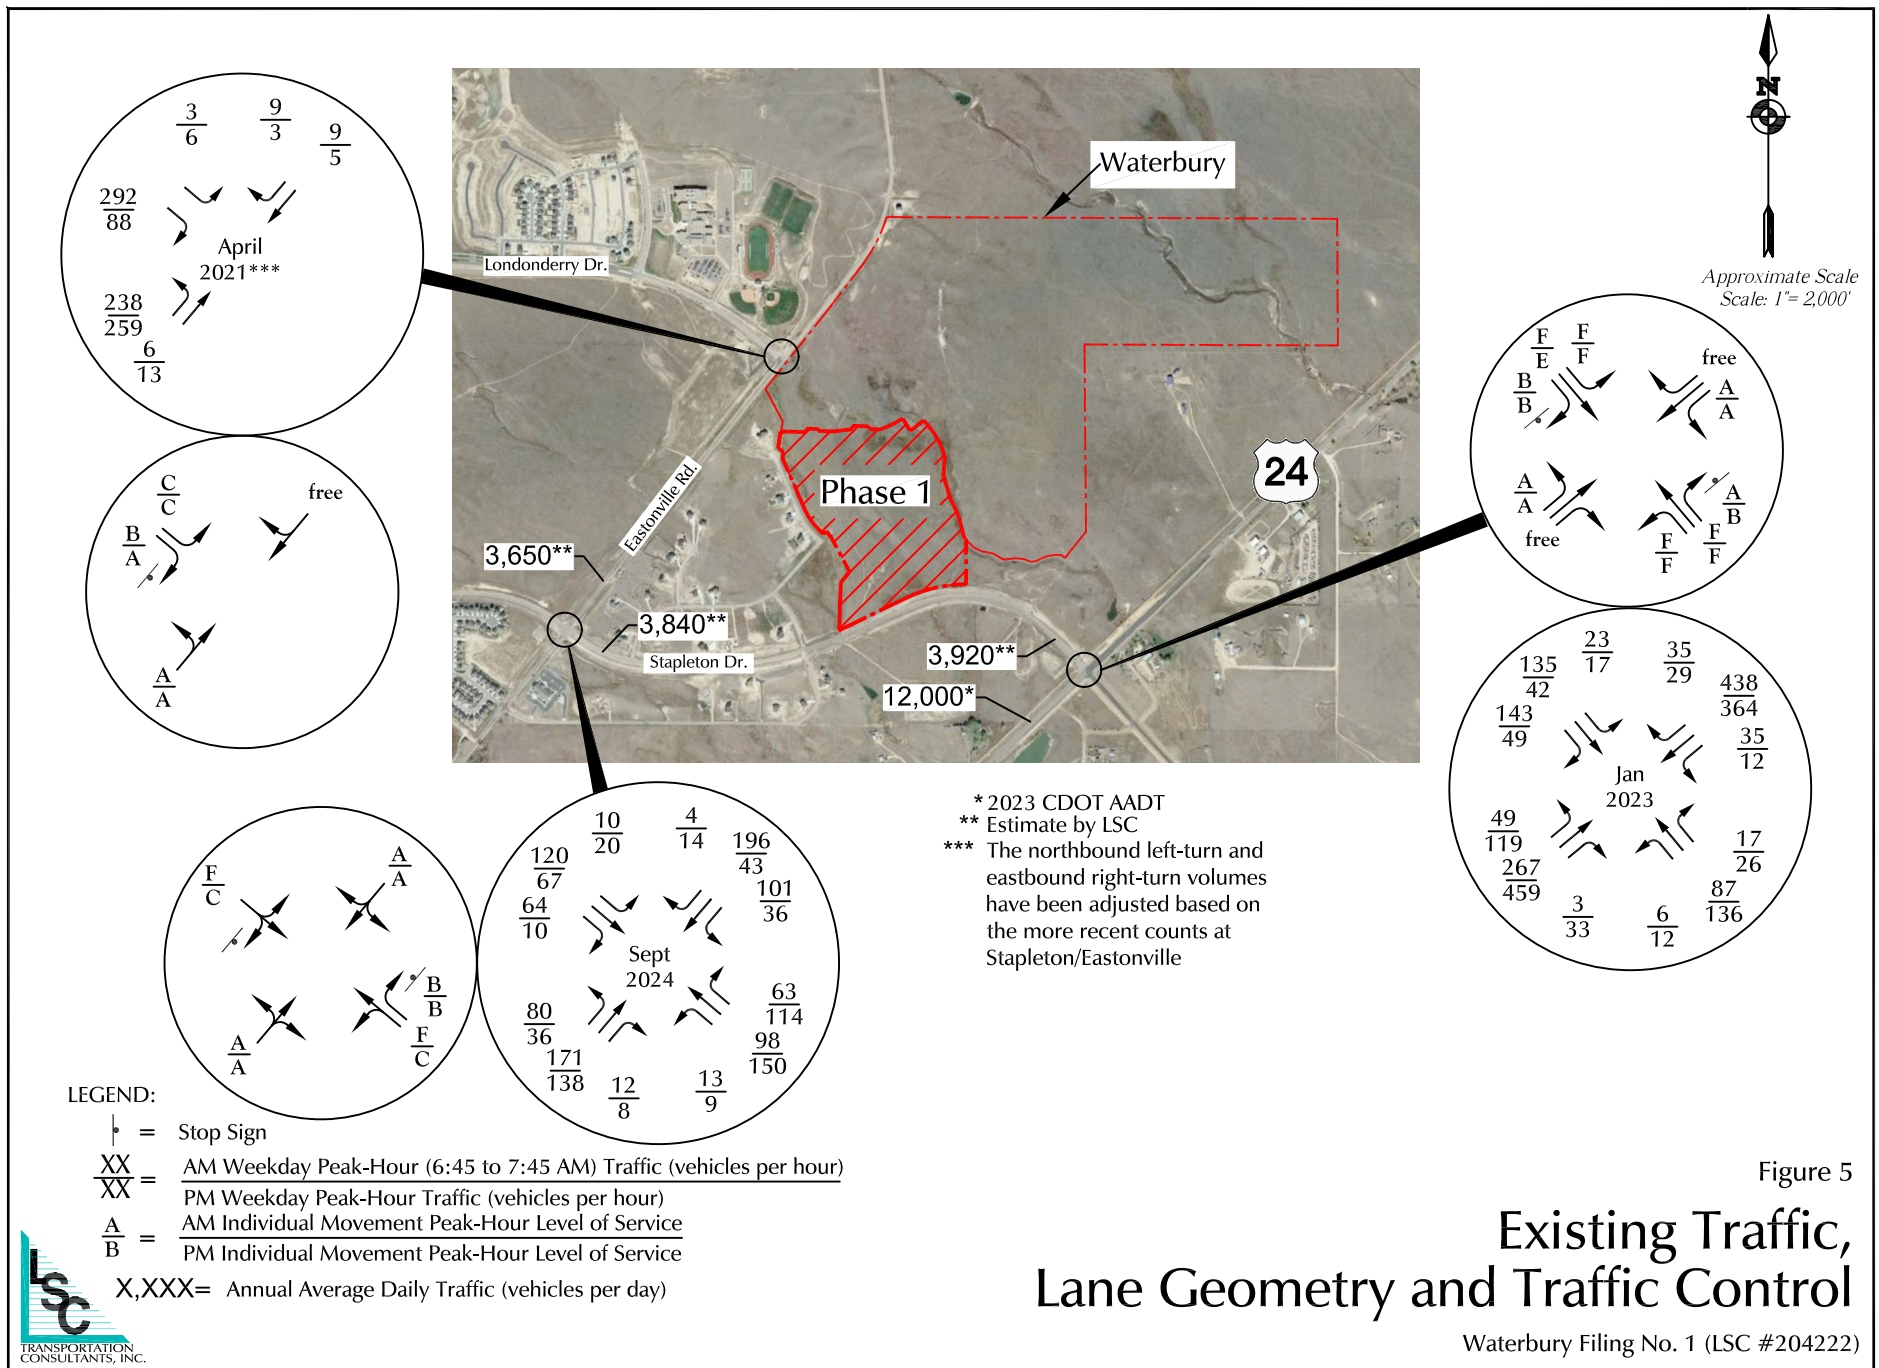 3
6
9
3
9
5
292
88
April
2021***
238
259
6
13
C
C
B
A
free
A
A
Waterbury
Londonderry Dr.
Eastonville Rd.
Phase 1
24
3,650**
3,840**
Stapleton Dr.
3,920**
12,000*
N
Approximate Scale
Scale: 1"= 2,000'
F
E
F
F
B
B
free
A
A
A
A
free
A
B
F
F
F
F
23
17
35
29
135
42
438
364
143
49
35
12
Jan
2023
49
119
17
26
267
459
87
136
3
33
6
12
F
C
A
A
B
B
A
A
F
C
10
20
4
14
120
67
196
43
64
10
101
36
Sept
2024
80
36
63
114
171
138
98
150
12
8
13
9
* 2023 CDOT AADT
** Estimate by LSC
*** The northbound left-turn and
eastbound right-turn volumes
have been adjusted based on
the more recent counts at
Stapleton/Eastonville
LEGEND:
= Stop Sign
XX
XX
=
AM Weekday Peak-Hour (6:45 to 7:45 AM) Traffic (vehicles per hour)
PM Weekday Peak-Hour Traffic (vehicles per hour)
A
B
=
AM Individual Movement Peak-Hour Level of Service
PM Individual Movement Peak-Hour Level of Service
X,XXX= Annual Average Daily Traffic (vehicles per day)
LSC
TRANSPORTATION
CONSULTANTS, INC.
Figure 5
Existing Traffic,
Lane Geometry and Traffic Control
Waterbury Filing No. 1 (LSC #204222)